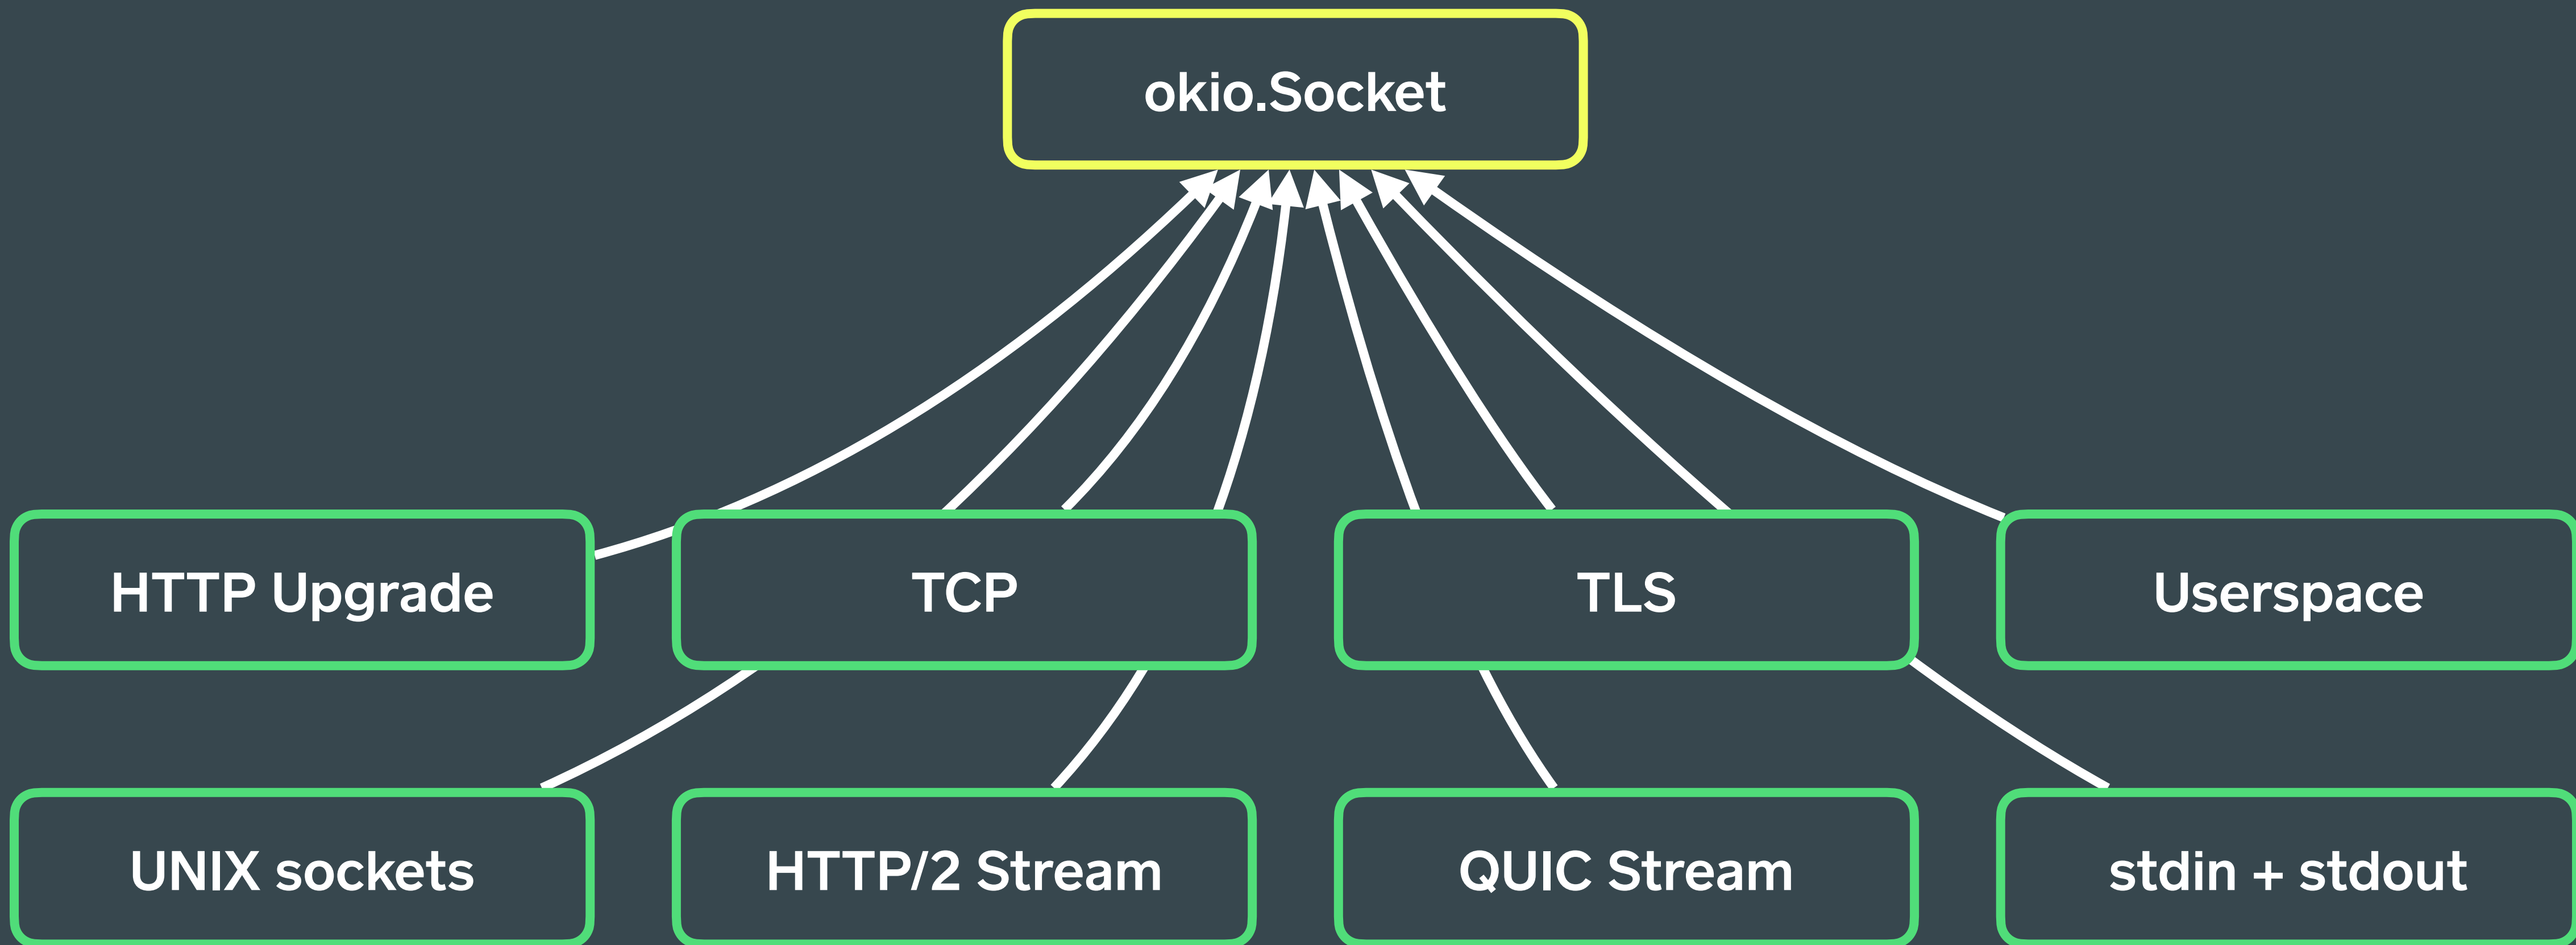 okio.Socket
HTTP Upgrade
TCP
TLS
Userspace
UNIX sockets
HTTP/2 Stream
QUIC Stream
stdin + stdout